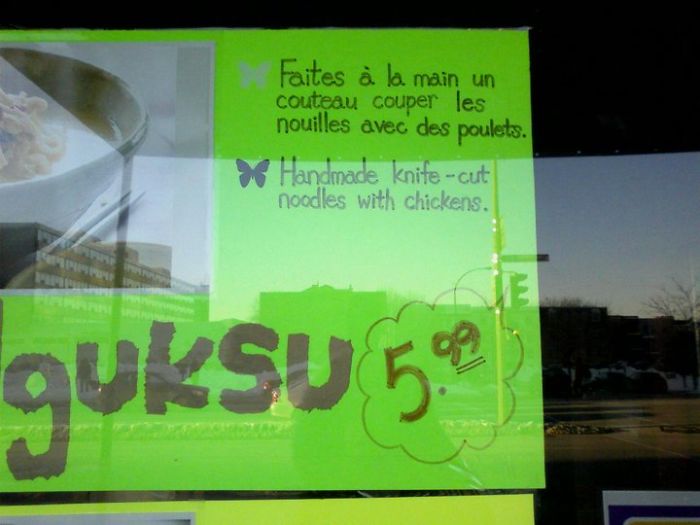 Faites à la main un
couteau couper les
nouilles avec des poulets.
Handmade knife-cut
noodles with chickens.
guksu
5.99